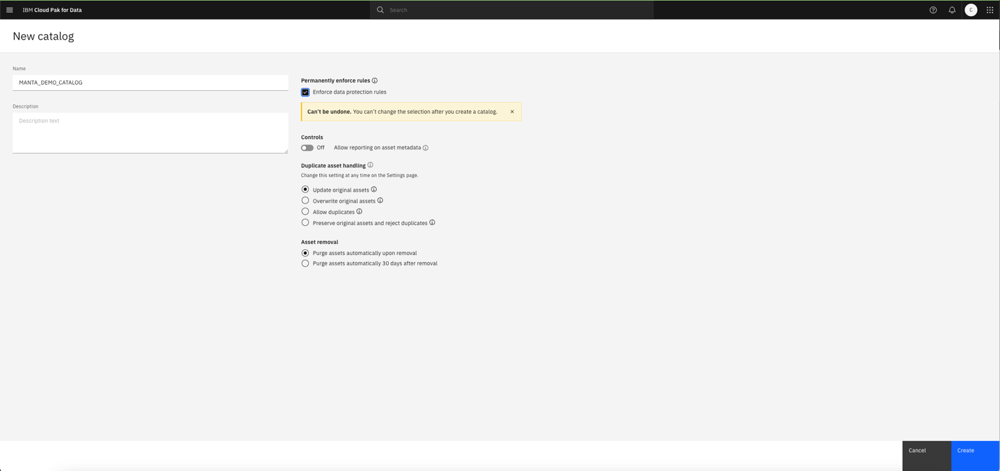 IBM Cloud Pak for Data
Search
C
New catalog
Name
MANTA_DEMO_CATALOG
Description
Description text
Permanently enforce rules
Enforce data protection rules
Can't be undone. You can't change the selection after you create a catalog.
Controls
Off Allow reporting on asset metadata
Duplicate asset handling
Change this setting at any time on the Settings page.
Update original assets
Overwrite original assets
Allow duplicates
Preserve original assets and reject duplicates
Asset removal
Purge assets automatically upon removal
Purge assets automatically 30 days after removal
Cancel
Create